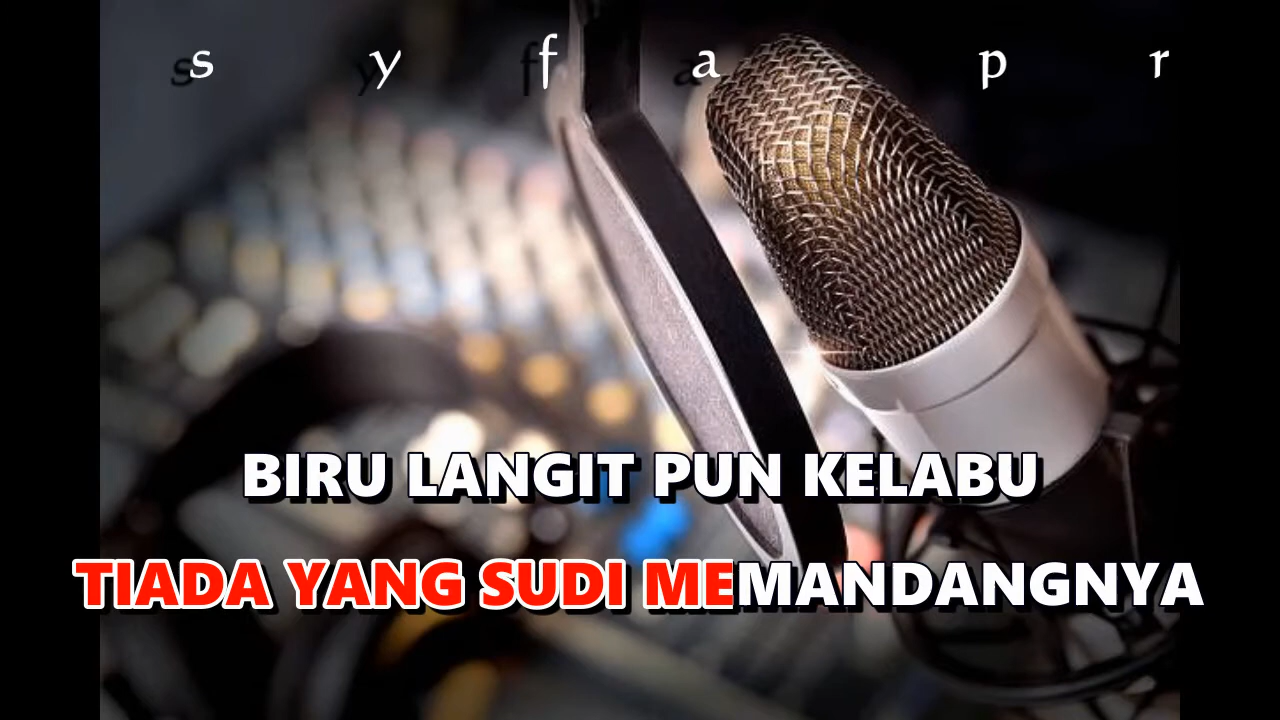 s y f a p r
BIRU LANGIT PUN KELABU
TIADA YANG SUDI MEMANDANGNYA